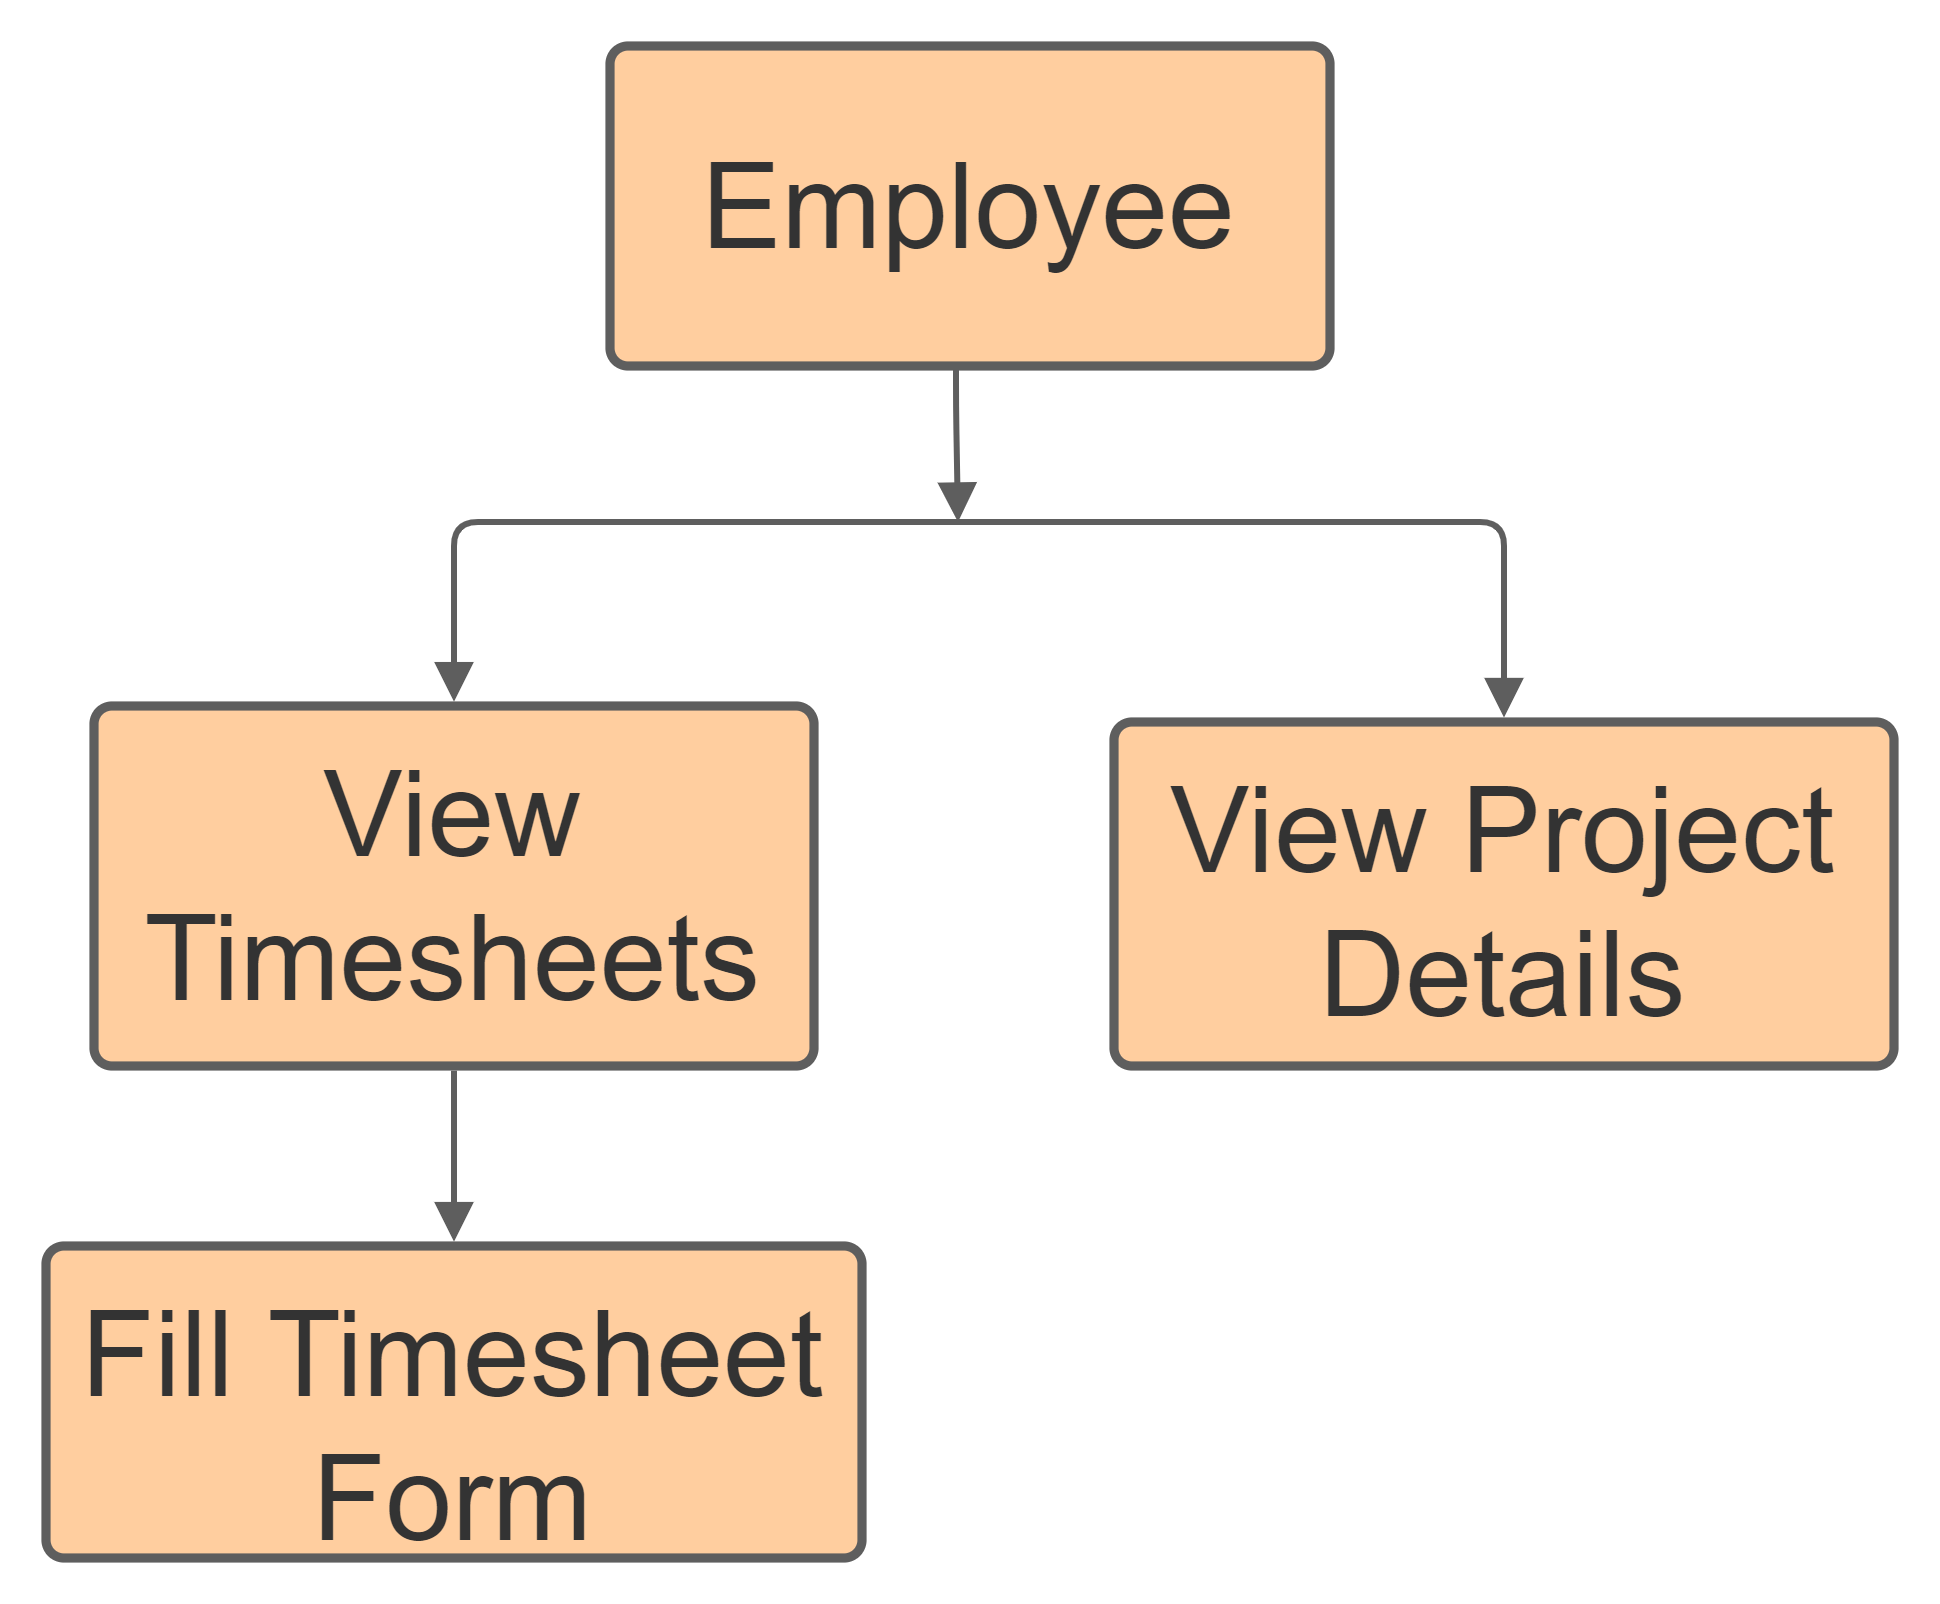 Employee
View
Timesheets
View Project
Details
Fill Timesheet
Form